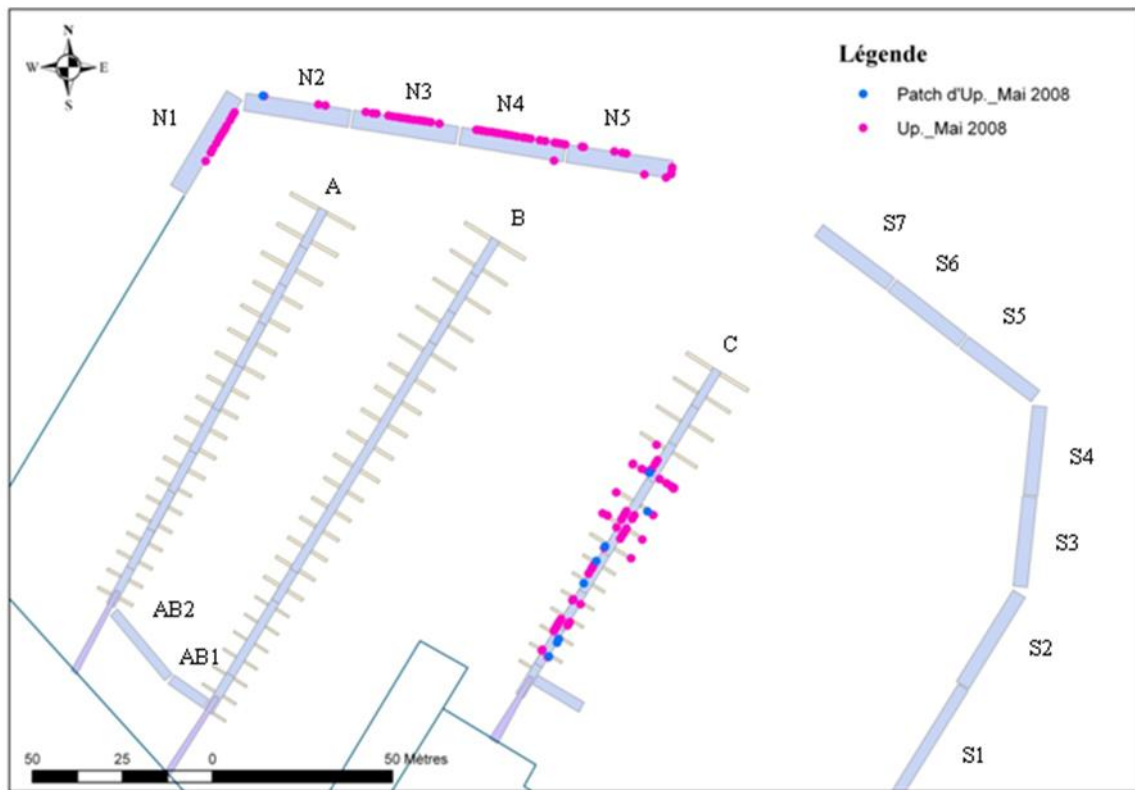 N
W E
S
Légende
Patch d'Up._Mai 2008
Up._Mai 2008
N1
N2
N3
N4
N5
A
B
C
S7
S6
S5
S4
S3
S2
S1
AB2
AB1
50 25 0 50 Mètres